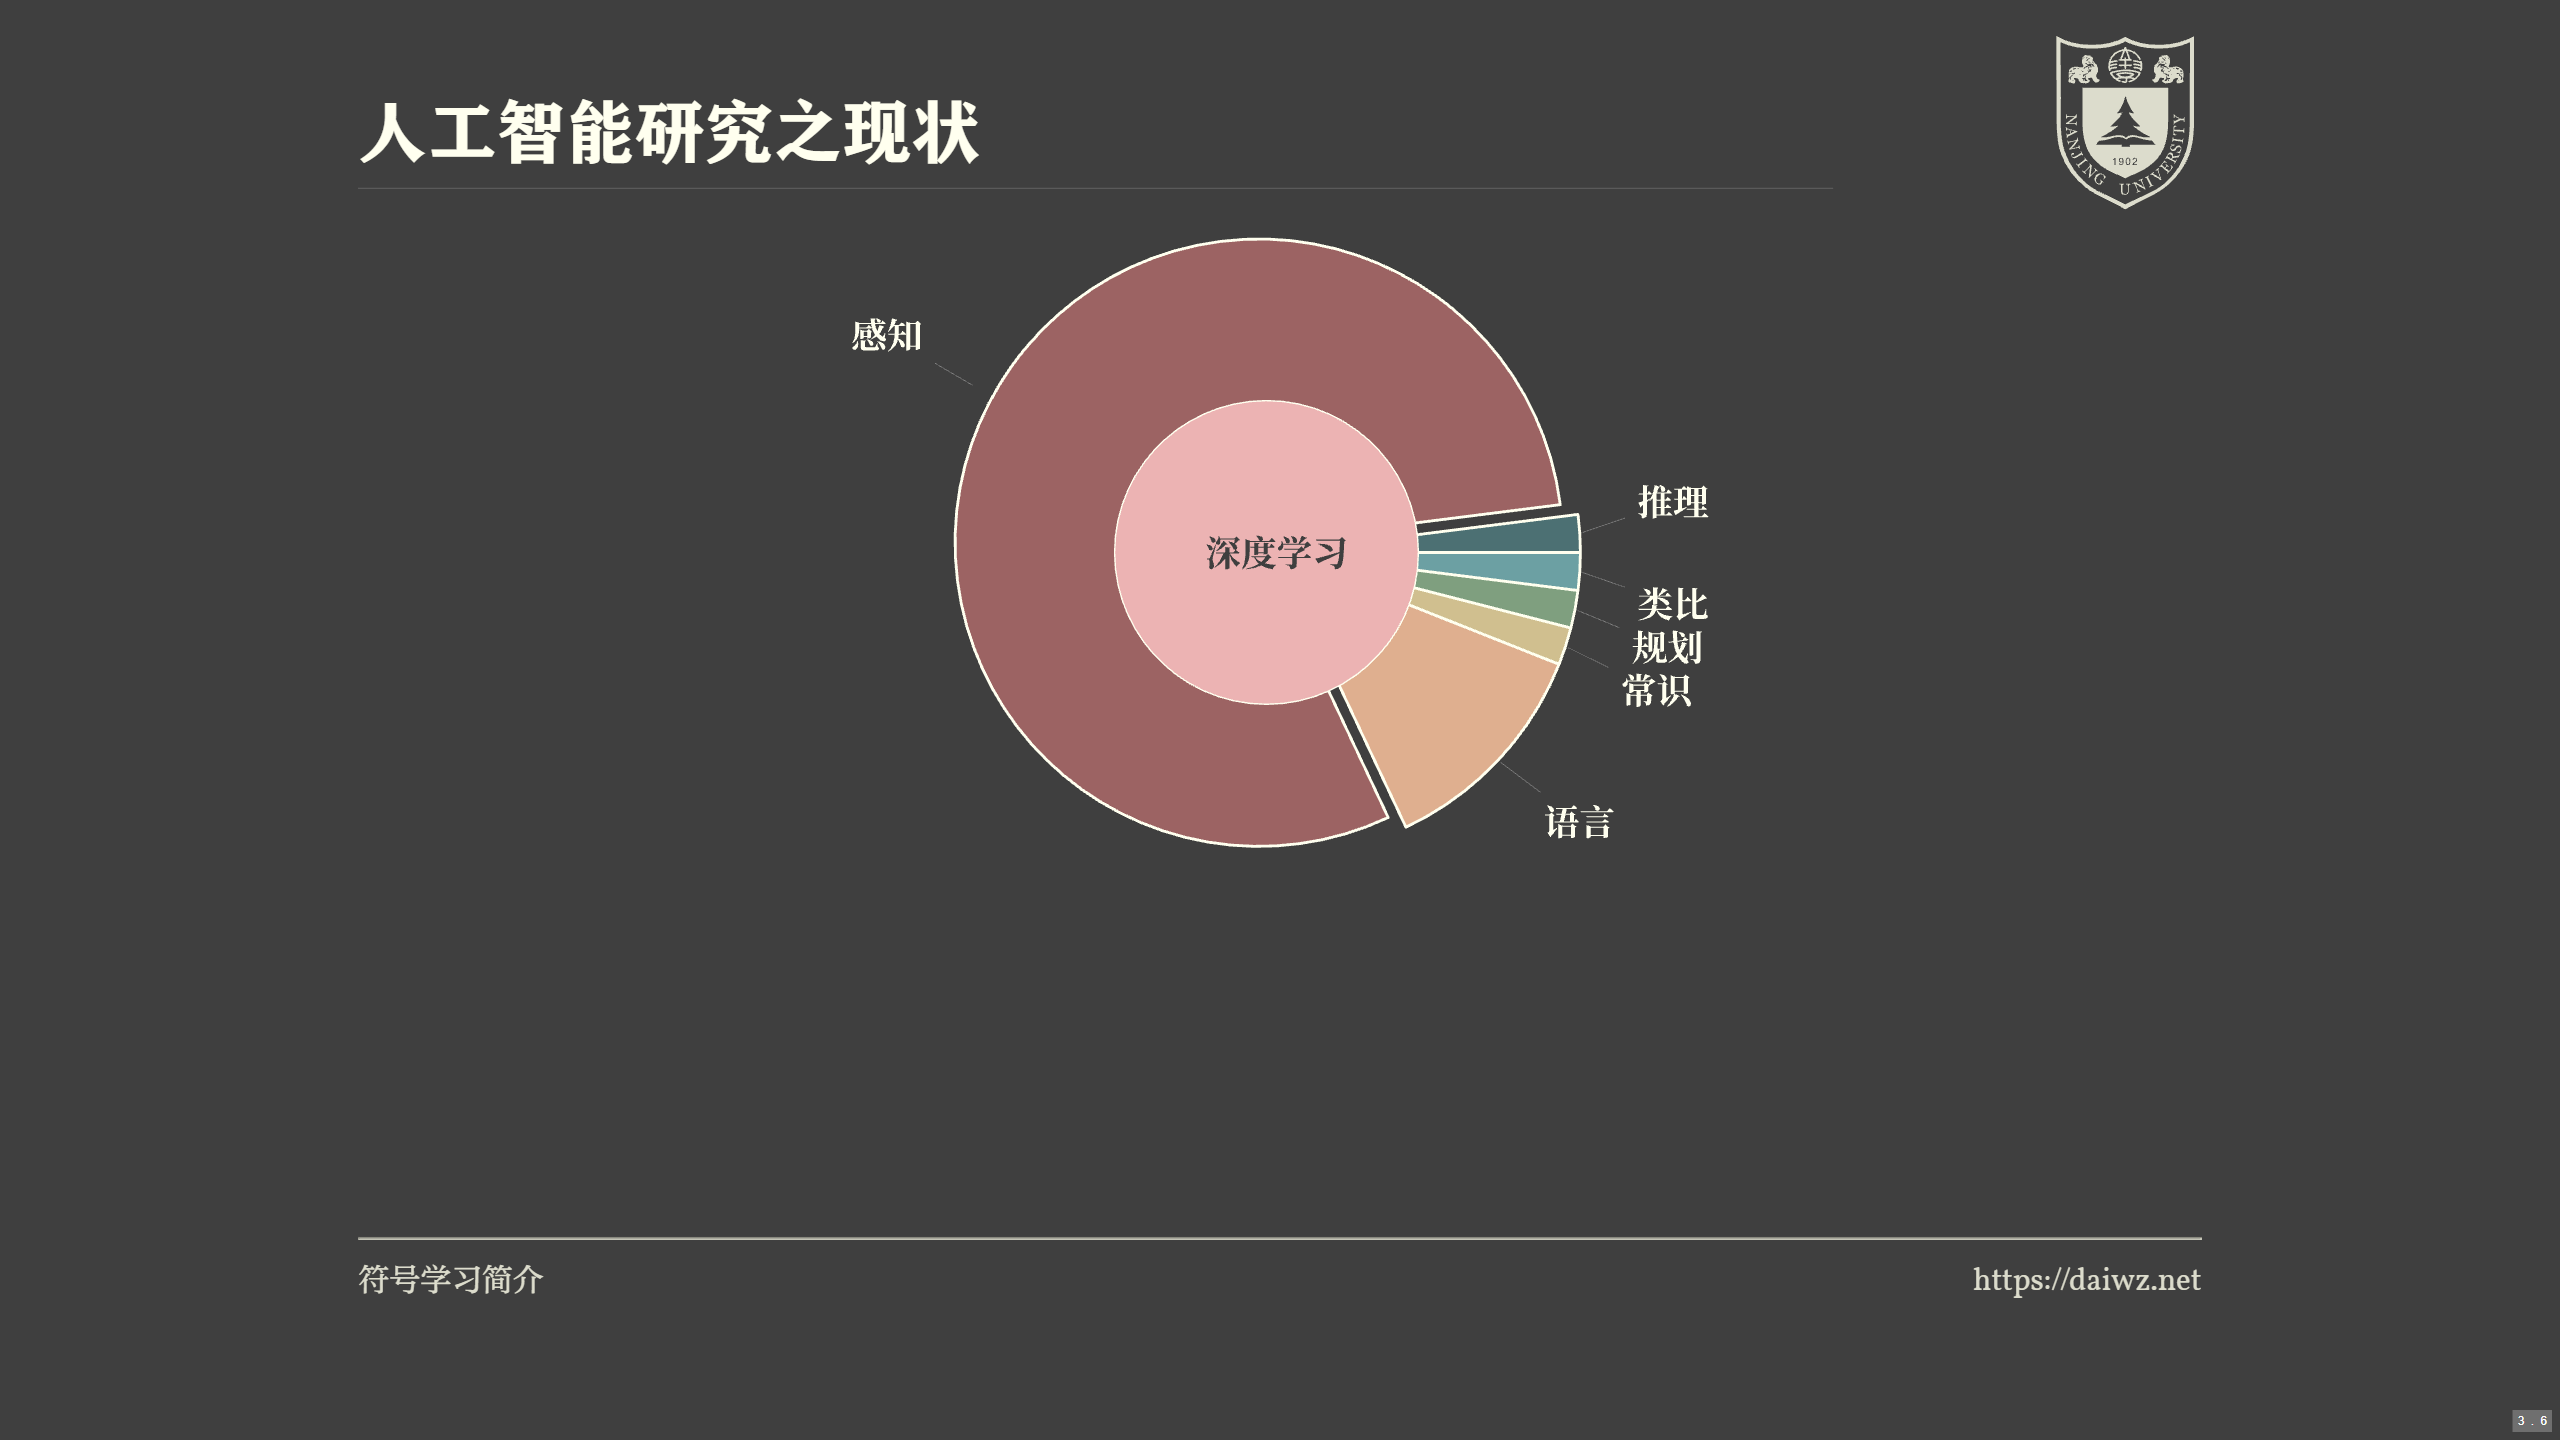 人工智能研究之现状
NANJING UNIVERSITY
1902
感知
推理
深度学习
类比
规划
常识
语言
符号学习简介
https://daiwz.net
3 . 6